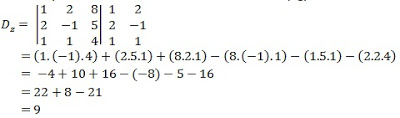 D_z = |1 2 8| 1 2
|2 −1 5| 2 −1
|1 1 4| 1 1
= (1.(−1).4) + (2.5.1) + (8.2.1) − (8.(−1).1) − (1.5.1) − (2.2.4)
= −4 + 10 + 16 − (−8) − 5 − 16
= 22 + 8 − 21
= 9